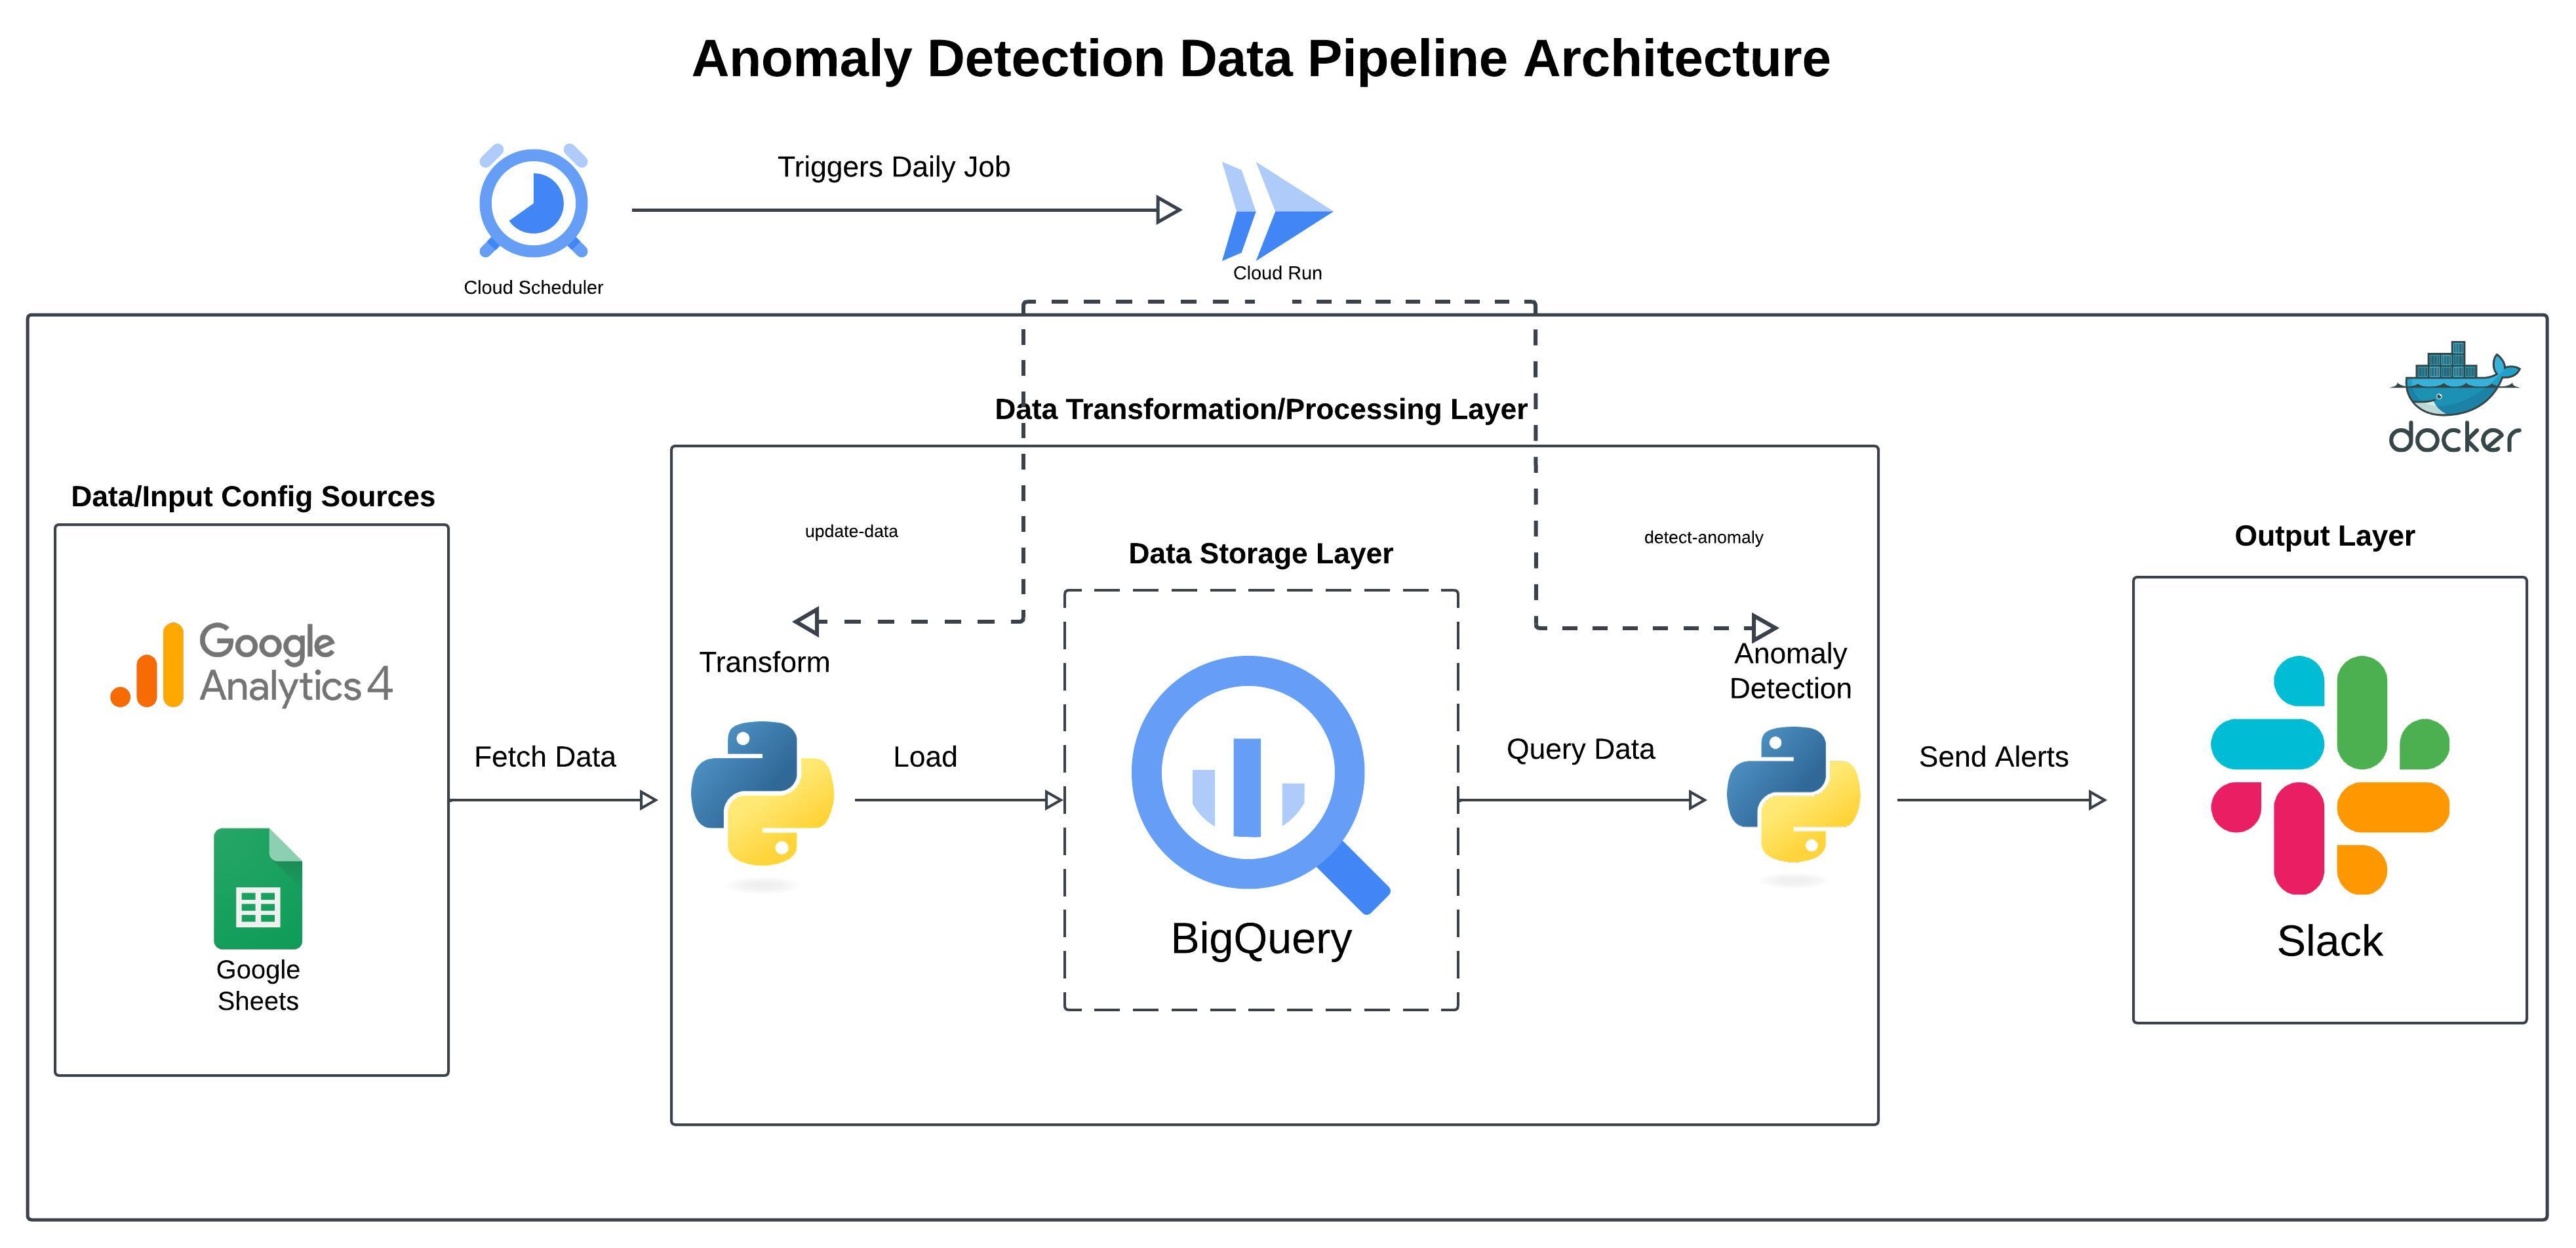 Anomaly Detection Data Pipeline Architecture
Triggers Daily Job
Cloud Scheduler
Cloud Run
docker
Data Transformation/Processing Layer
Data/Input Config Sources
update-data
detect-anomaly
Data Storage Layer
Output Layer
Google
Analytics 4
Transform
Anomaly
Detection
Fetch Data
Load
Query Data
Send Alerts
BigQuery
Slack
Google
Sheets